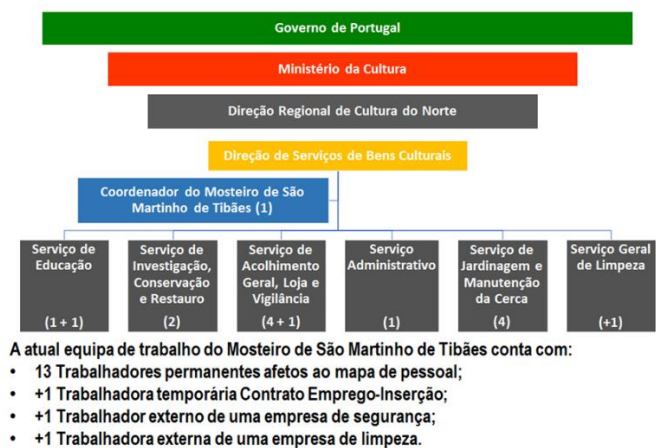 Governo de Portugal
Ministério da Cultura
Direção Regional de Cultura do Norte
Direção de Serviços de Bens Culturais
Coordenador do Mosteiro de São
Martinho de Tibães (1)
Serviço de
Educação
(1 + 1)
Serviço de
Investigação,
Conservação
e Restauro
(2)
Serviço de
Acolhimento
Geral, Loja e
Vigilância
(4 + 1)
Serviço
Administrativo
(1)
Serviço de
Jardinagem e
Manutenção
da Cerca
(4)
Serviço Geral
de Limpeza
(+1)
A atual equipa de trabalho do Mosteiro de São Martinho de Tibães conta com:
• 13 Trabalhadores permanentes afetos ao mapa de pessoal;
• +1 Trabalhadora temporária Contrato Emprego-Inserção;
• +1 Trabalhador externo de uma empresa de segurança;
• +1 Trabalhadora externa de uma empresa de limpeza.